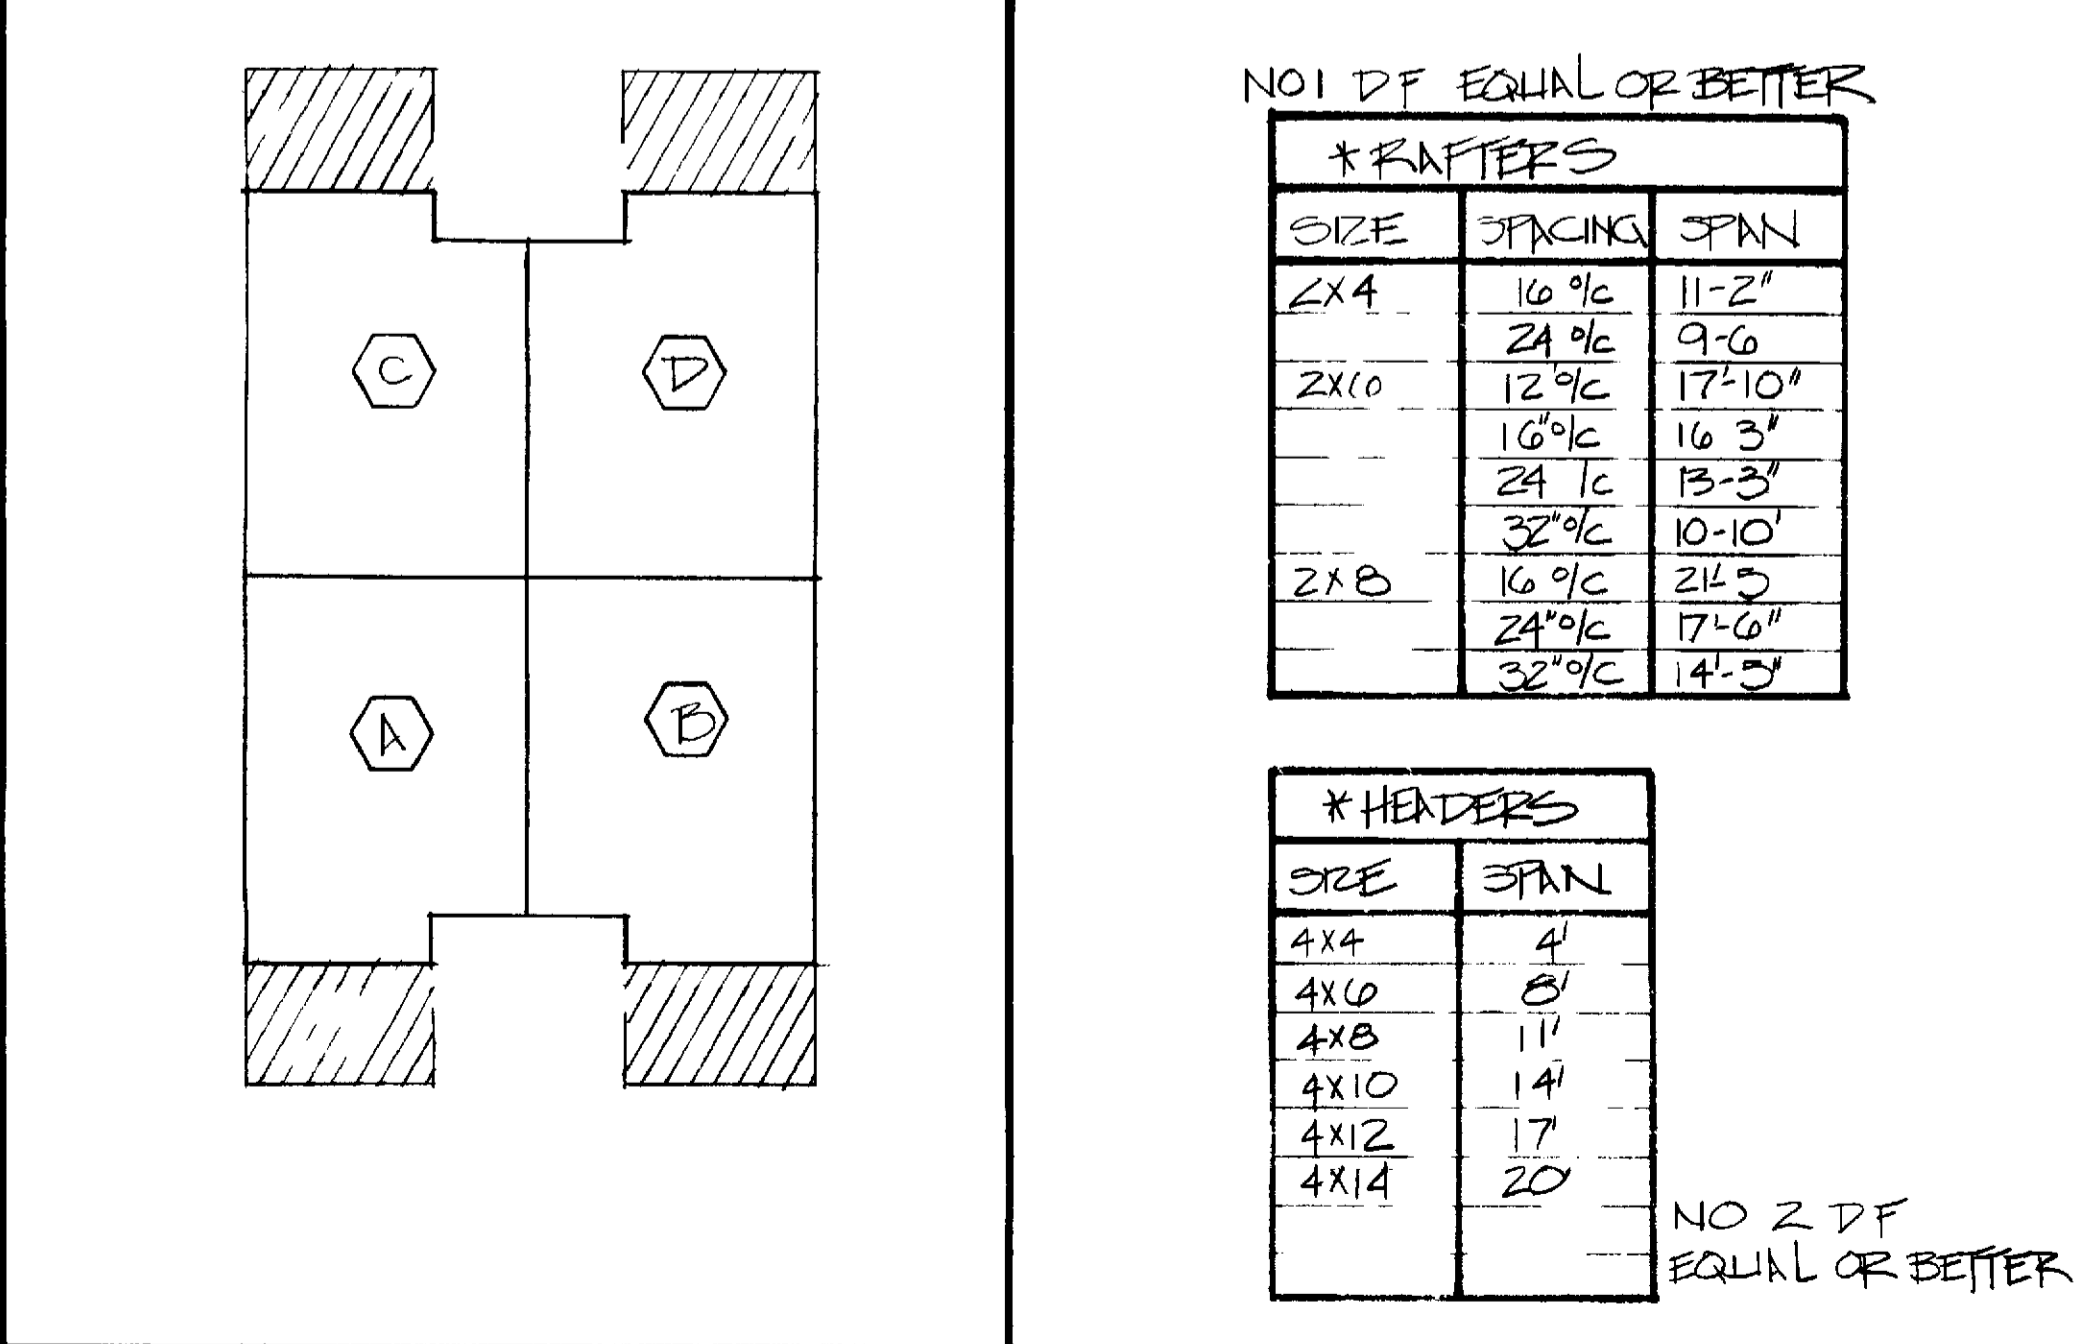 C
D
A
B
NO 1 DF EQUAL OR BETTER
* RAFTERS
SIZE SPACING SPAN
2X4 16 o/c 11-2"
24 o/c 9-6
2X6 12 o/c 17'-10"
16" o/c 16 3"
24 /c 13-3"
32" o/c 10-10'
2X8 16 o/c 21'-5
24" o/c 17'-6"
32" o/c 14'-5"
* HEADERS
SIZE SPAN
4X4 4'
4X6 8'
4X8 11'
4X10 14'
4X12 17'
4X14 20'
NO 2 DF
EQUAL OR BETTER